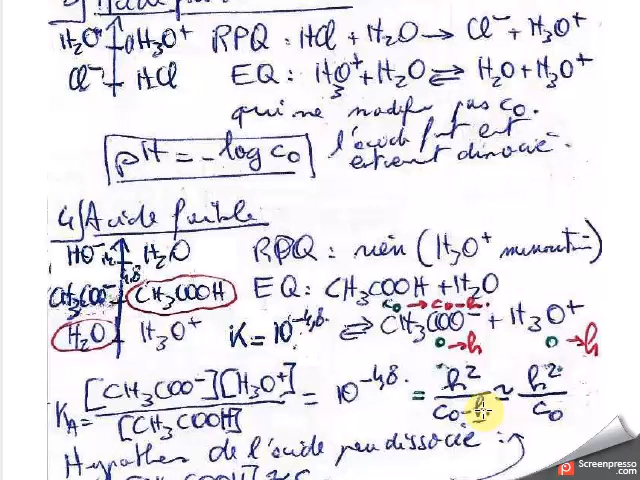 H₂O H₃O⁺ RPQ : HCl + H₂O → Cl⁻ + H₃O⁺
Cl⁻ HCl EQ : H₃O⁺ + H₂O ⇌ H₂O + H₃O⁺
qui ne modifie pas c₀.
pH = -log c₀ l'acide fort est
dissocié.
4/ Acide faible
HO⁻ H₂O RPQ : rien (H₃O⁺ minoritaire)
4,8
CH₃COO⁻ CH₃COOH EQ : CH₃COOH + H₂O
c₀ → c₀-h
H₂O H₃O⁺ K = 10^-4,8 ⇌ CH₃COO⁻ + H₃O⁺
0 → h 0 → h
K_A = [CH₃COO⁻][H₃O⁺] / [CH₃COOH] = 10^-4,8 = h² / c₀-h ≈ h² / c₀
Hypothèse de l'acide peu dissocié :
Screenpresso.com